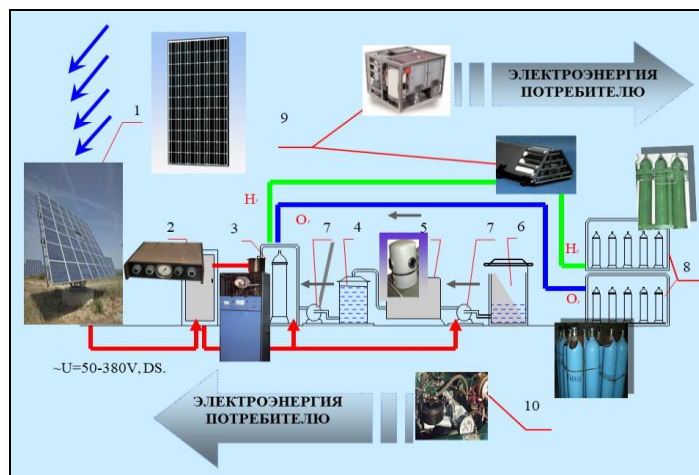 ЭЛЕКТРОЭНЕРГИЯ
ПОТРЕБИТЕЛЮ
1
9
H₂
O₂
2
3
7
4
5
7
6
H₂
8
O₂
~U=50-380V, DS.
ЭЛЕКТРОЭНЕРГИЯ
ПОТРЕБИТЕЛЮ
10